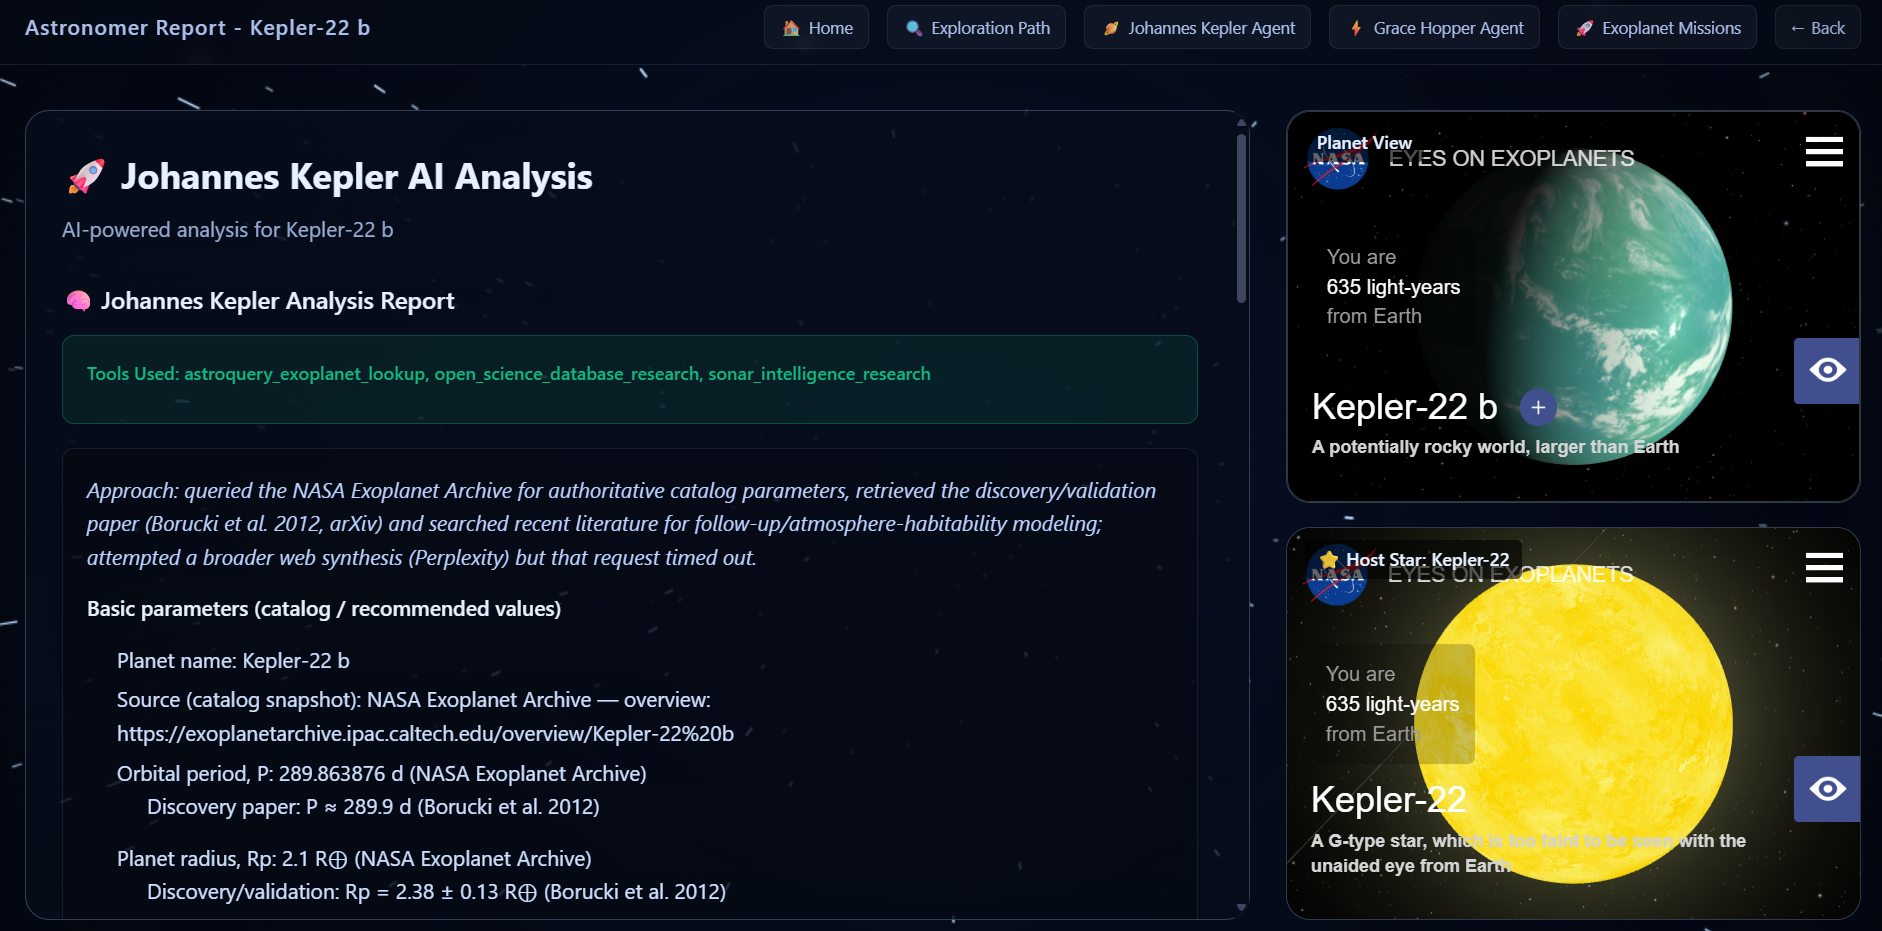 Astronomer Report - Kepler-22 b
Home
Exploration Path
Johannes Kepler Agent
Grace Hopper Agent
Exoplanet Missions
← Back
Johannes Kepler AI Analysis
AI-powered analysis for Kepler-22 b
Johannes Kepler Analysis Report
Tools Used: astroquery_exoplanet_lookup, open_science_database_research, sonar_intelligence_research
Approach: queried the NASA Exoplanet Archive for authoritative catalog parameters, retrieved the discovery/validation
paper (Borucki et al. 2012, arXiv) and searched recent literature for follow-up/atmosphere-habitability modeling;
attempted a broader web synthesis (Perplexity) but that request timed out.
Basic parameters (catalog / recommended values)
Planet name: Kepler-22 b
Source (catalog snapshot): NASA Exoplanet Archive — overview:
https://exoplanetarchive.ipac.caltech.edu/overview/Kepler-22%20b
Orbital period, P: 289.863876 d (NASA Exoplanet Archive)
Discovery paper: P ≈ 289.9 d (Borucki et al. 2012)
Planet radius, Rp: 2.1 R⨁ (NASA Exoplanet Archive)
Discovery/validation: Rp = 2.38 ± 0.13 R⨁ (Borucki et al. 2012)
Planet View
NASA
EYES ON EXOPLANETS
You are
635 light-years
from Earth
Kepler-22 b
+
A potentially rocky world, larger than Earth
⭐ Host Star: Kepler-22
NASA
EYES ON EXOPLANETS
You are
635 light-years
from Earth
Kepler-22
A G-type star, which is too faint to be seen with the
unaided eye from Earth